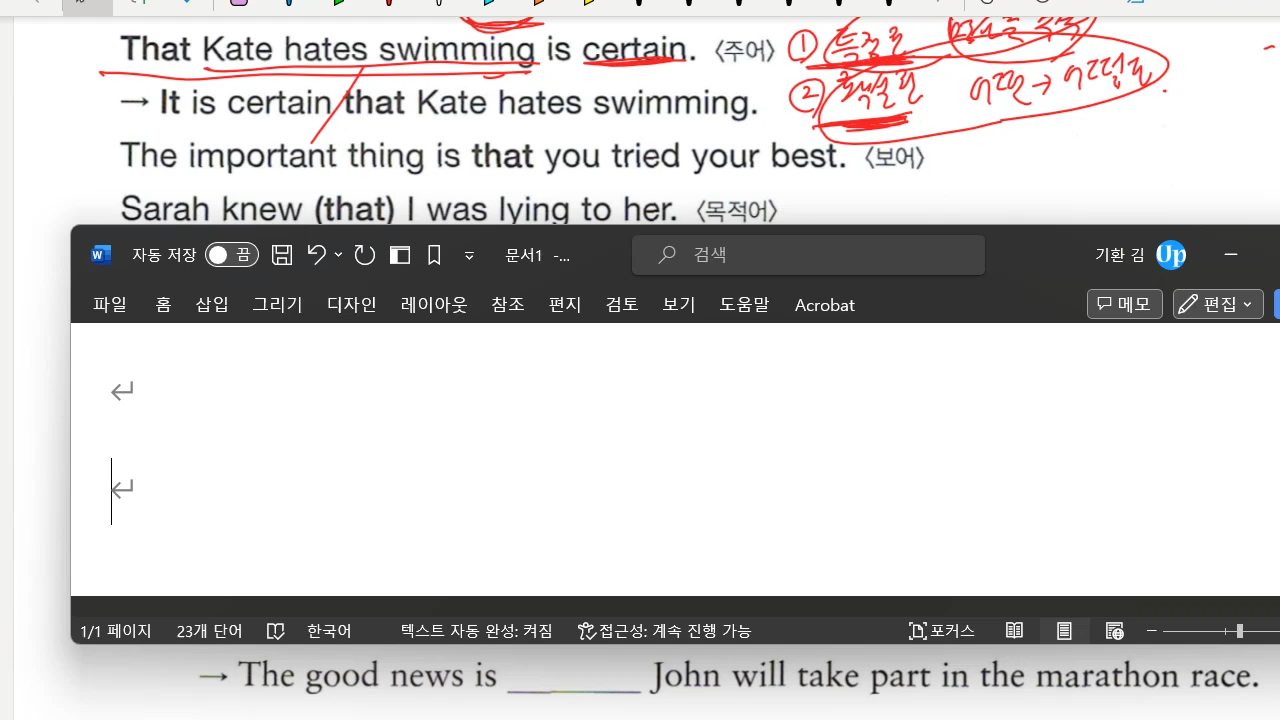 That Kate hates swimming is certain. 〈주어〉 ①
→ It is certain that Kate hates swimming. ② 어떤 →
The important thing is that you tried your best. 〈보어〉
Sarah knew (that) I was lying to her. 〈목적어〉
자동 저장 끔 문서1 -... 검색 기환 김 Up
파일 홈 삽입 그리기 디자인 레이아웃 참조 편지 검토 보기 도움말 Acrobat 메모 편집
1/1 페이지 23개 단어 한국어 텍스트 자동 완성: 켜짐 접근성: 계속 진행 가능 포커스
→ The good news is ________ John will take part in the marathon race.